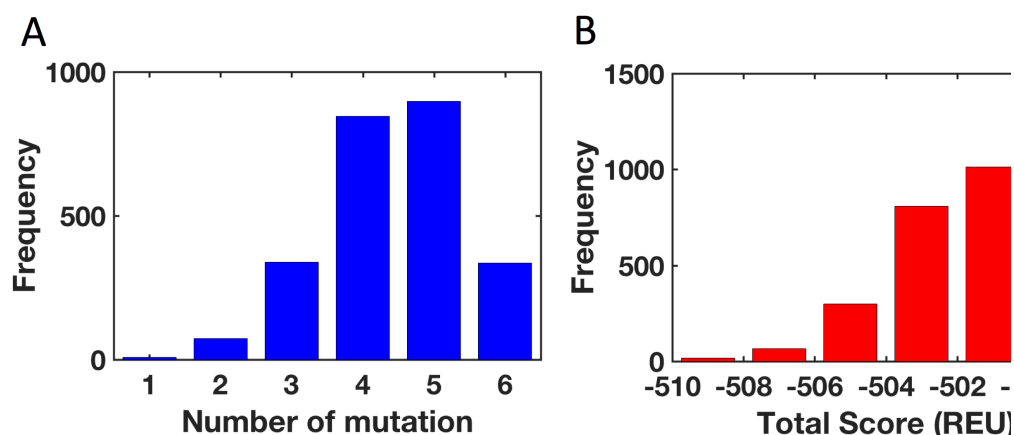 A
1000
500
0
Frequency
1 2 3 4 5 6
Number of mutation
B
1500
1000
500
0
Frequency
-510 -508 -506 -504 -502 -
Total Score (REU)